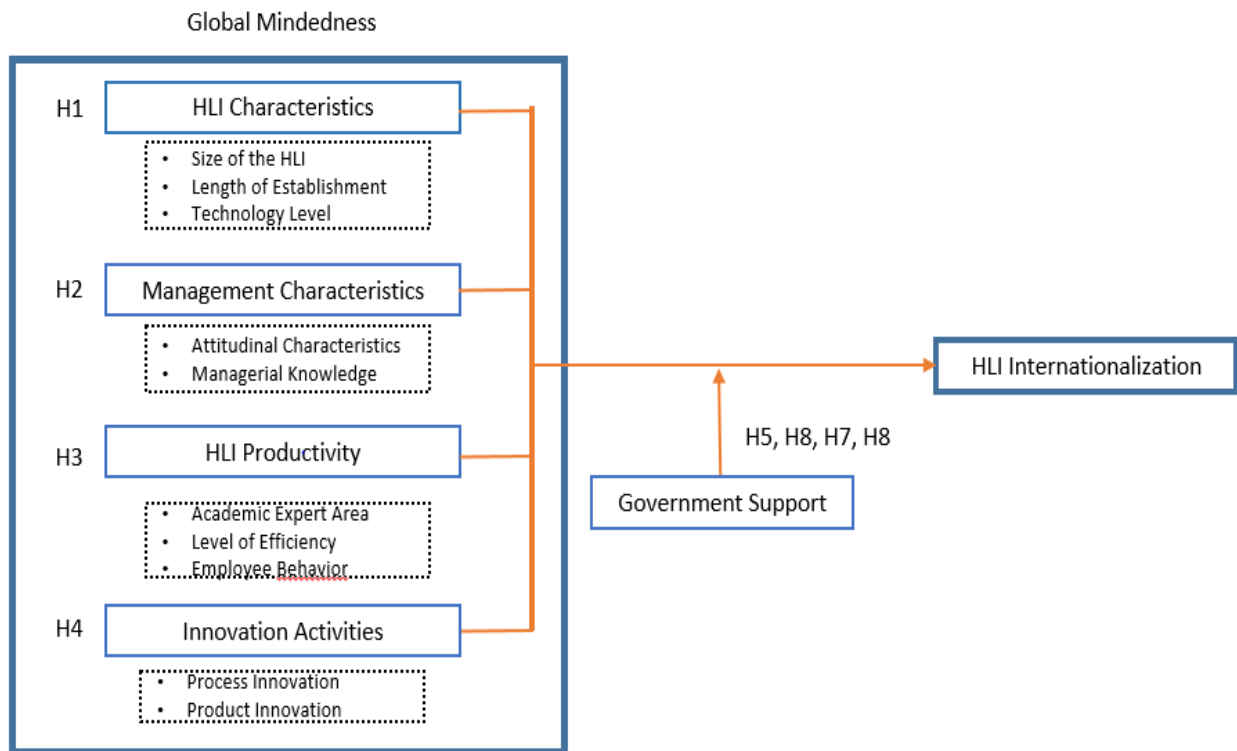 Global Mindedness
H1
HLI Characteristics
• Size of the HLI
• Length of Establishment
• Technology Level
H2
Management Characteristics
• Attitudinal Characteristics
• Managerial Knowledge
HLI Internationalization
H3
HLI Productivity
H5, H8, H7, H8
• Academic Expert Area
• Level of Efficiency
• Employee Behavior
Government Support
H4
Innovation Activities
• Process Innovation
• Product Innovation